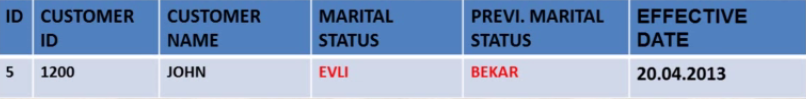 ID CUSTOMER ID CUSTOMER NAME MARITAL STATUS PREVI. MARITAL STATUS EFFECTIVE DATE
5 1200 JOHN EVLI BEKAR 20.04.2013